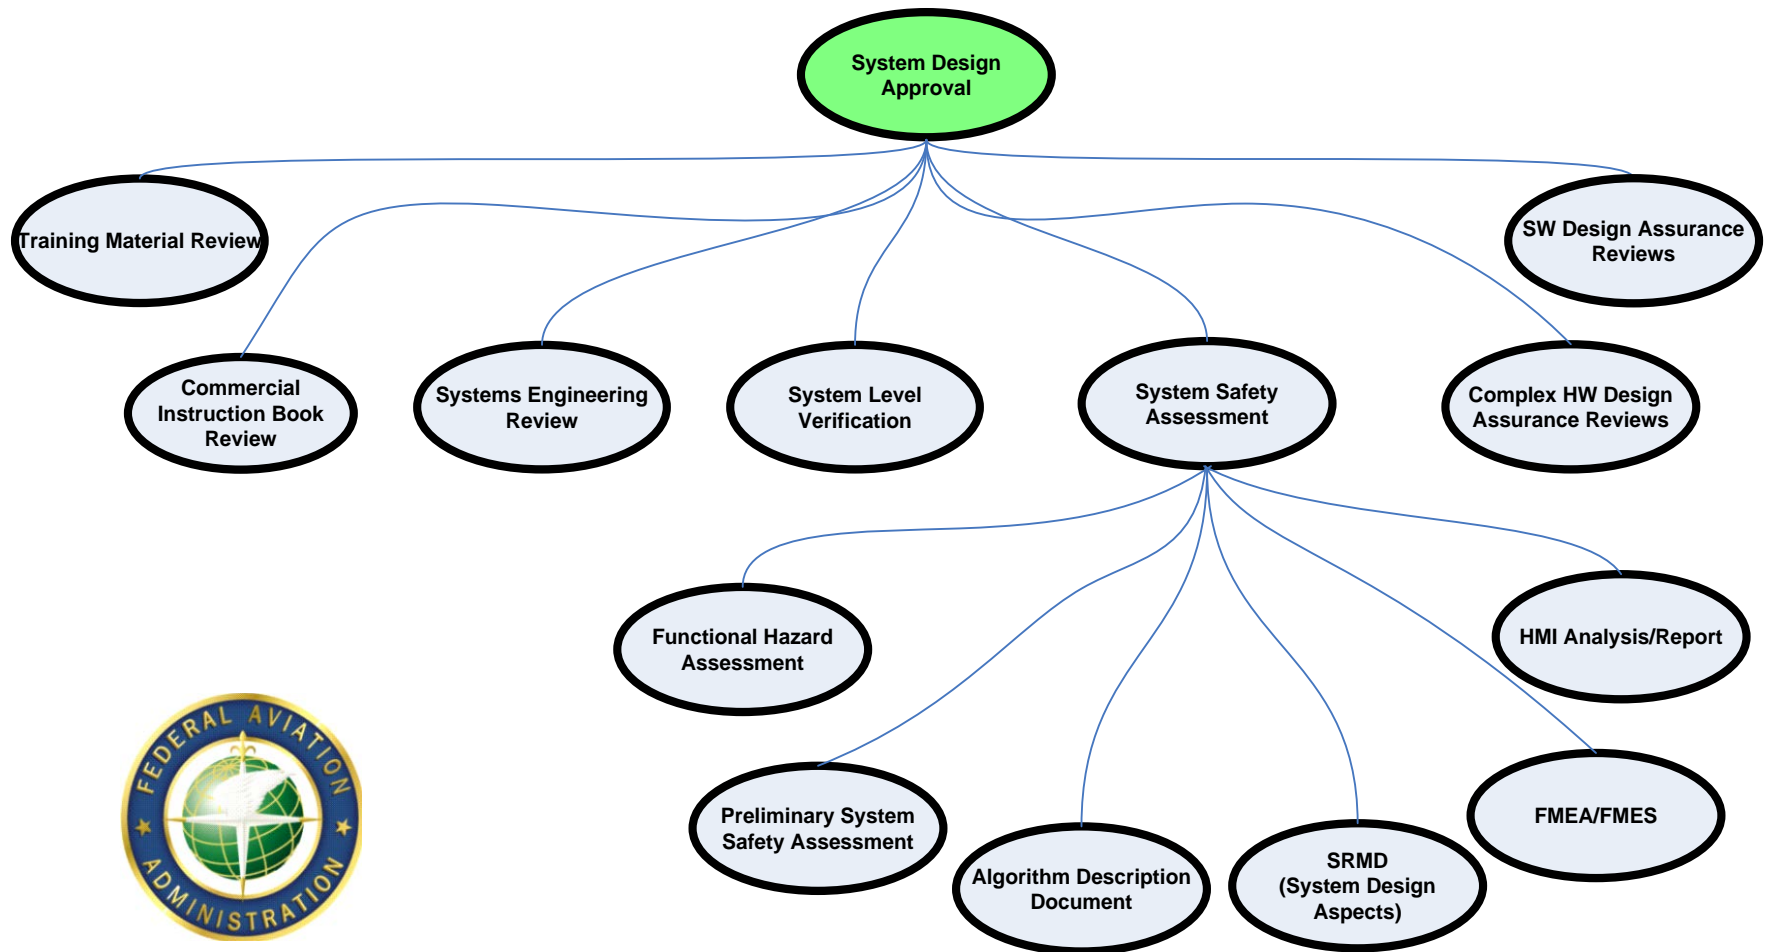 System Design
Approval
Training Material Review
SW Design Assurance
Reviews
Commercial
Instruction Book
Review
Systems Engineering
Review
System Level
Verification
System Safety
Assessment
Complex HW Design
Assurance Reviews
Functional Hazard
Assessment
HMI Analysis/Report
Preliminary System
Safety Assessment
Algorithm Description
Document
SRMD
(System Design
Aspects)
FMEA/FMES
FEDERAL AVIATION
ADMINISTRATION